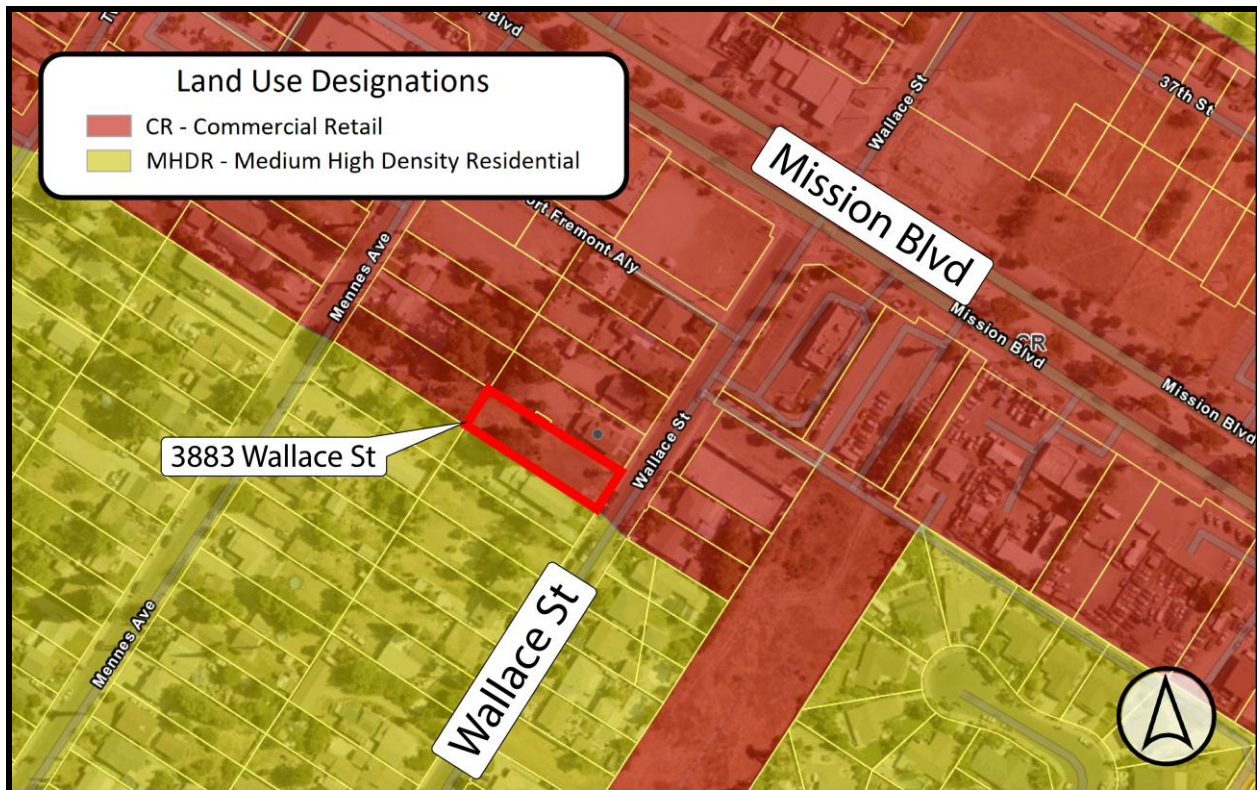 Blvd
Land Use Designations
CR - Commercial Retail
MHDR - Medium High Density Residential
Wallace St
37th St
Mission Blvd
Fremont Aly
Mennes Ave
Mission Blvd
CR
Mission Blvd
3883 Wallace St
Wallace St
Wallace St
Mennes Ave